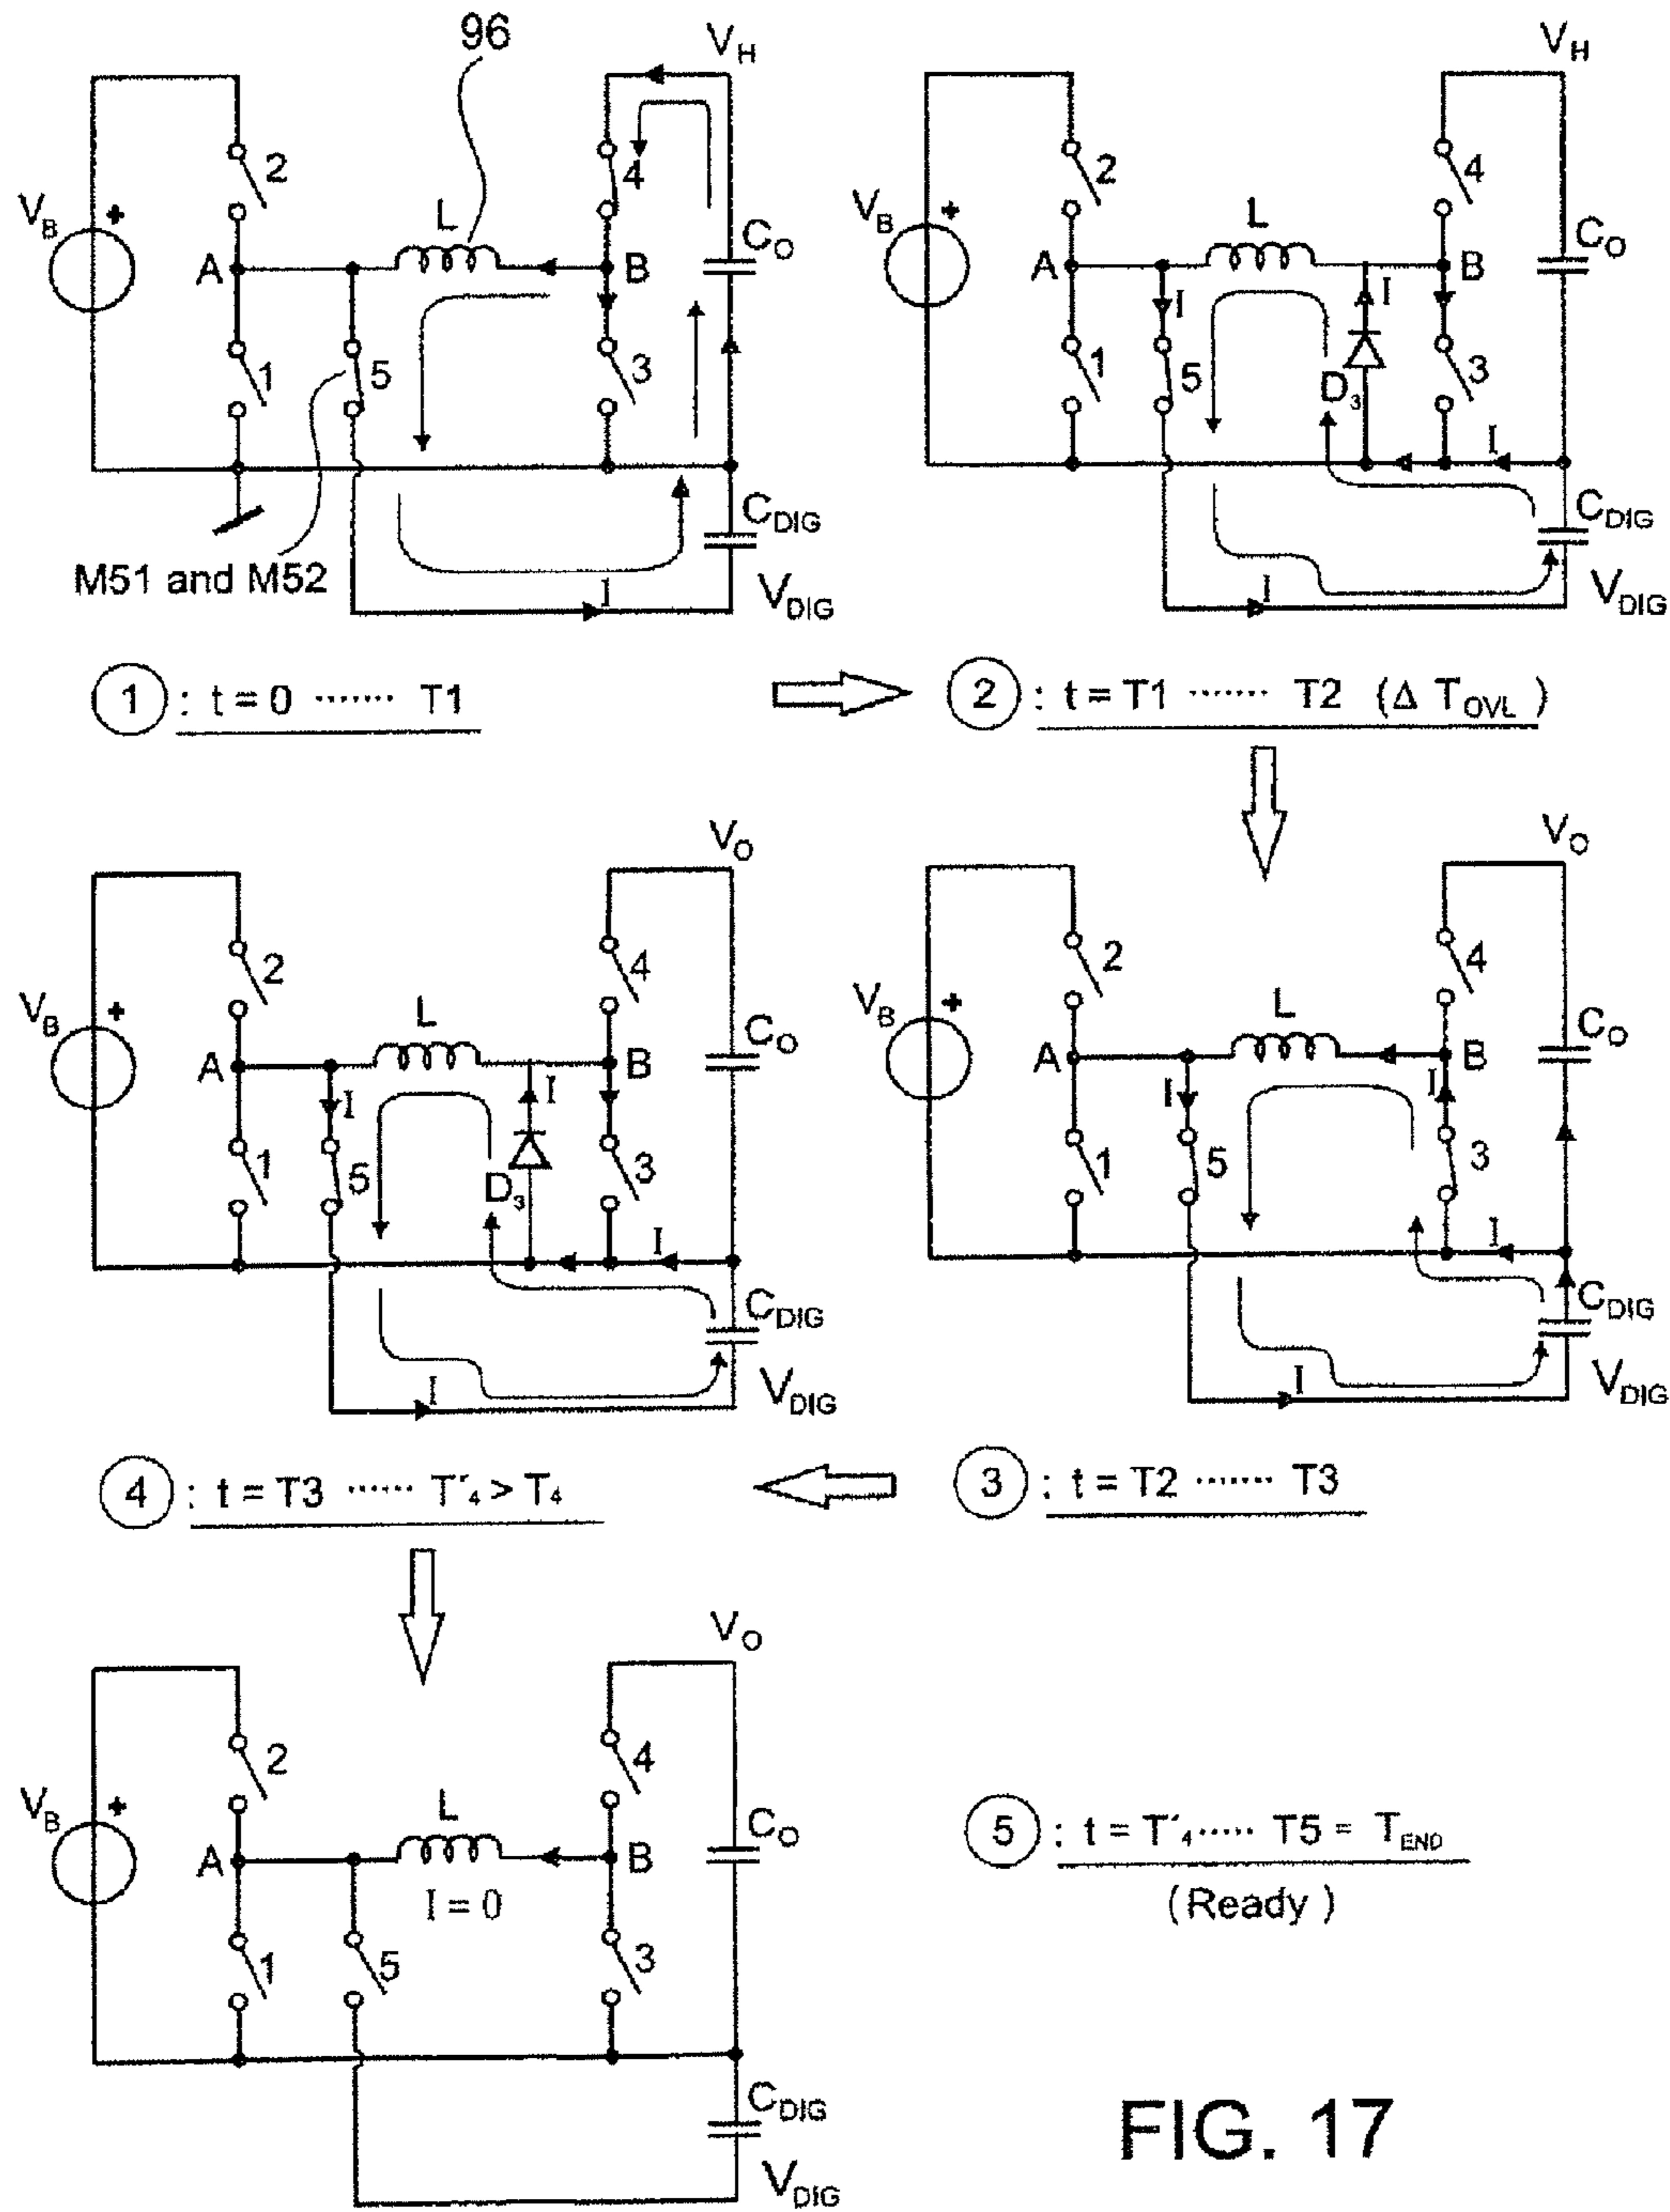 96
V_H
2
4
V_B
+
L
C_O
A
B
1
5
3
C_DIG
M51 and M52
I
V_DIG
1 : t = 0 ....... T1
V_H
2
4
V_B
+
L
C_O
A
B
I
I
1
5
D_3
3
I
C_DIG
I
V_DIG
2 : t = T1 ....... T2 (Δ T_OVL)
V_O
2
4
V_B
+
L
C_O
A
B
I
I
1
5
D_3
3
I
C_DIG
I
V_DIG
4 : t = T3 ...... T´_4 > T_4
V_O
2
4
V_B
+
L
C_O
A
B
I
I
1
5
3
I
C_DIG
I
V_DIG
3 : t = T2 ....... T3
V_O
2
4
V_B
+
L
C_O
A
B
I = 0
1
5
3
C_DIG
V_DIG
5 : t = T´_4 ..... T5 = T_END
(Ready)
FIG. 17